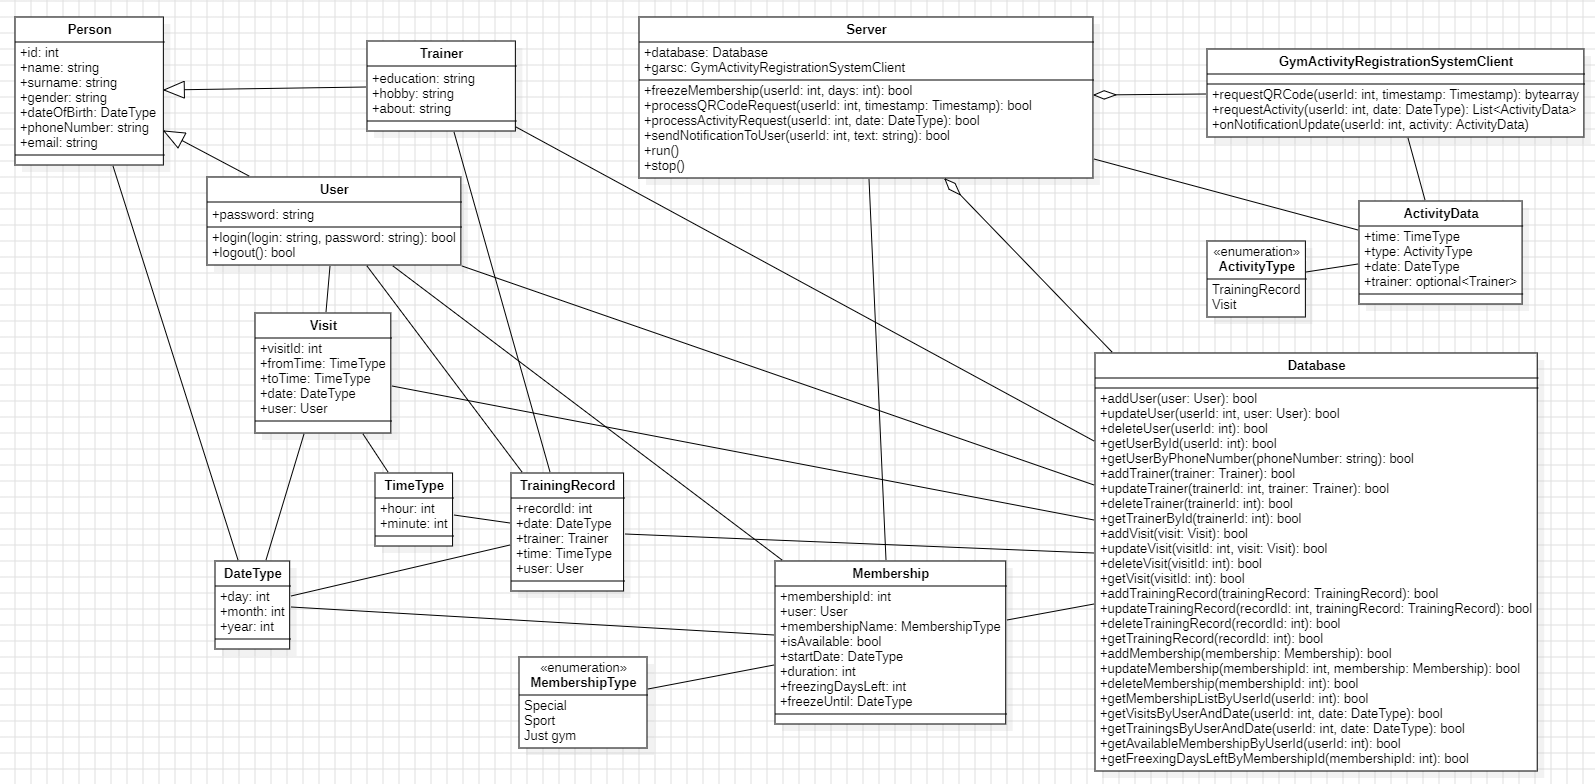 Person
+id: int
+name: string
+surname: string
+gender: string
+dateOfBirth: DateType
+phoneNumber: string
+email: string
Trainer
+education: string
+hobby: string
+about: string
Server
+database: Database
+garsc: GymActivityRegistrationSystemClient
+freezeMembership(userId: int, days: int): bool
+processQRCodeRequest(userId: int, timestamp: Timestamp): bool
+processActivityRequest(userId: int, date: DateType): bool
+sendNotificationToUser(userId: int, text: string): bool
+run()
+stop()
GymActivityRegistrationSystemClient
+requestQRCode(userId: int, timestamp: Timestamp): bytearray
+requestActivity(userId: int, date: DateType): List<ActivityData>
+onNotificationUpdate(userId: int, activity: ActivityData)
User
+password: string
+login(login: string, password: string): bool
+logout(): bool
ActivityData
+time: TimeType
+type: ActivityType
+date: DateType
+trainer: optional<Trainer>
«enumeration»
ActivityType
TrainingRecord
Visit
Visit
+visitId: int
+fromTime: TimeType
+toTime: TimeType
+date: DateType
+user: User
Database
+addUser(user: User): bool
+updateUser(userId: int, user: User): bool
+deleteUser(userId: int): bool
+getUserById(userId: int): bool
+getUserByPhoneNumber(phoneNumber: string): bool
+addTrainer(trainer: Trainer): bool
+updateTrainer(trainerId: int, trainer: Trainer): bool
+deleteTrainer(trainerId: int): bool
+getTrainerById(trainerId: int): bool
+addVisit(visit: Visit): bool
+updateVisit(visitId: int, visit: Visit): bool
+deleteVisit(visitId: int): bool
+getVisit(visitId: int): bool
+addTrainingRecord(trainingRecord: TrainingRecord): bool
+updateTrainingRecord(recordId: int, trainingRecord: TrainingRecord): bool
+deleteTrainingRecord(recordId: int): bool
+getTrainingRecord(recordId: int): bool
+addMembership(membership: Membership): bool
+updateMembership(membershipId: int, membership: Membership): bool
+deleteMembership(membershipId: int): bool
+getMembershipListByUserId(userId: int): bool
+getVisitsByUserAndDate(userId: int, date: DateType): bool
+getTrainingsByUserAndDate(userId: int, date: DateType): bool
+getAvailableMembershipByUserId(userId: int): bool
+getFreexingDaysLeftByMembershipId(membershipId: int): bool
TimeType
+hour: int
+minute: int
TrainingRecord
+recordId: int
+date: DateType
+trainer: Trainer
+time: TimeType
+user: User
DateType
+day: int
+month: int
+year: int
Membership
+membershipId: int
+user: User
+membershipName: MembershipType
+isAvailable: bool
+startDate: DateType
+duration: int
+freezingDaysLeft: int
+freezeUntil: DateType
«enumeration»
MembershipType
Special
Sport
Just gym